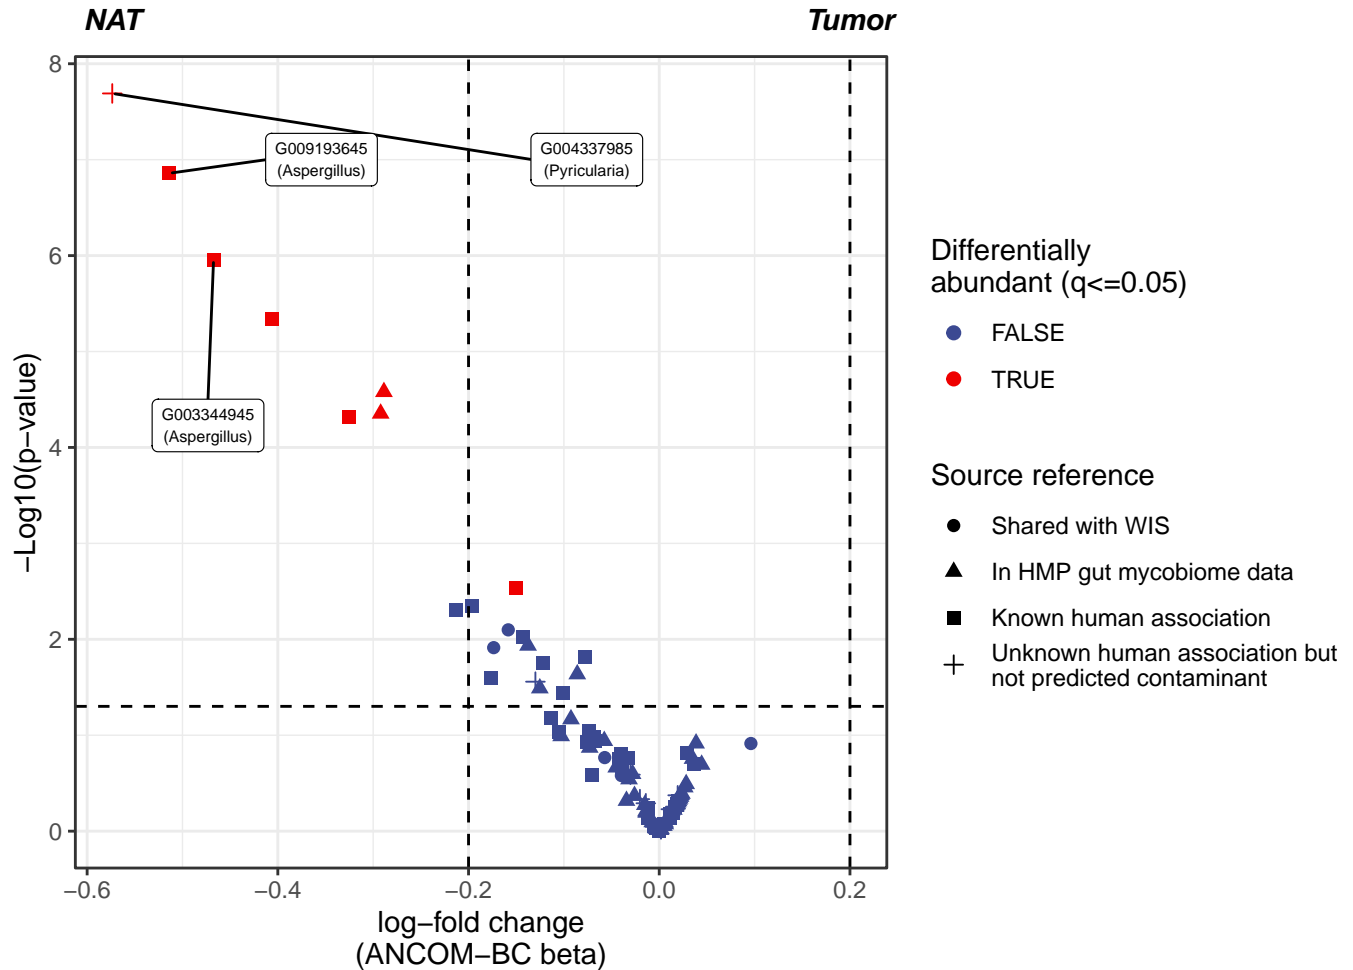 NAT
Tumor
8
6
4
2
0
−0.6
−0.4
−0.2
0.0
0.2
−Log10(p−value)
log−fold change
(ANCOM−BC beta)
G009193645
(Aspergillus)
G004337985
(Pyricularia)
G003344945
(Aspergillus)
Differentially
abundant (q<=0.05)
FALSE
TRUE
Source reference
Shared with WIS
In HMP gut mycobiome data
Known human association
Unknown human association but
not predicted contaminant